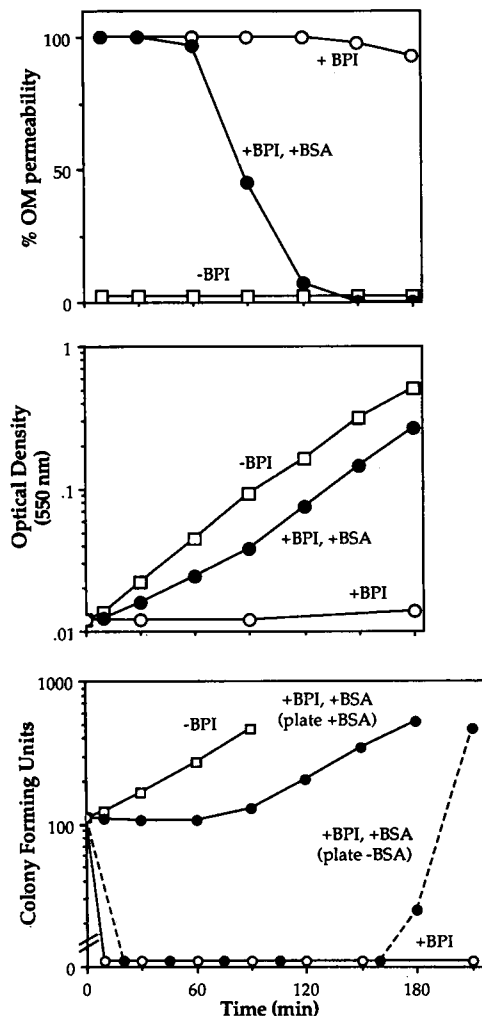 % OM permeability
100
50
0
+ BPI
+BPI, +BSA
-BPI
Optical Density
(550 nm)
1
.1
.01
-BPI
+BPI, +BSA
+BPI
Colony Forming Units
1000
100
0
-BPI
+BPI, +BSA
(plate +BSA)
+BPI, +BSA
(plate -BSA)
+BPI
0 60 120 180
Time (min)